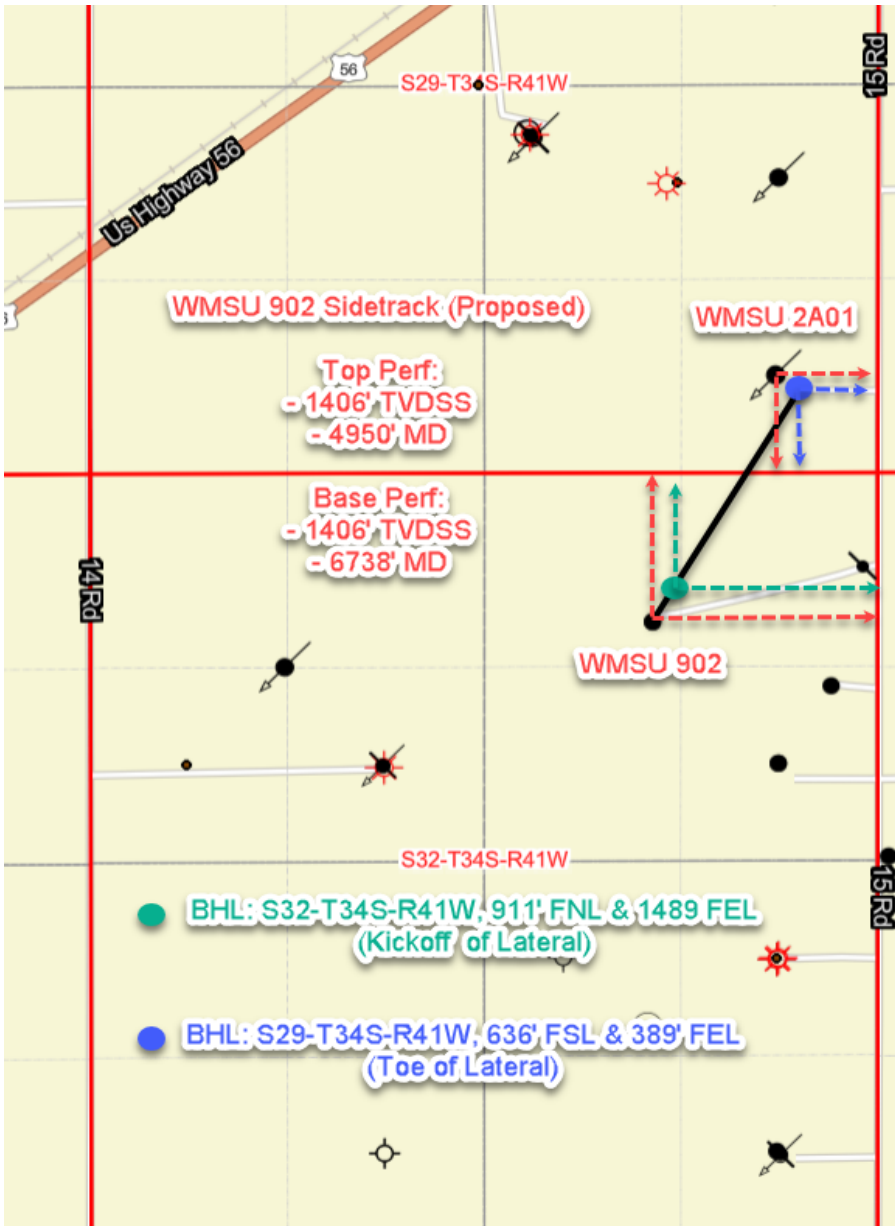 15 Rd
56
S29-T34S-R41W
Us Highway 56
WMSU 902 Sidetrack (Proposed)
WMSU 2A01
Top Perf:
- 1406' TVDSS
- 4950' MD
Base Perf:
- 1406' TVDSS
- 6738' MD
14 Rd
WMSU 902
S32-T34S-R41W
15 Rd
BHL: S32-T34S-R41W, 911' FNL & 1489 FEL
(Kickoff of Lateral)
BHL: S29-T34S-R41W, 636' FSL & 389' FEL
(Toe of Lateral)